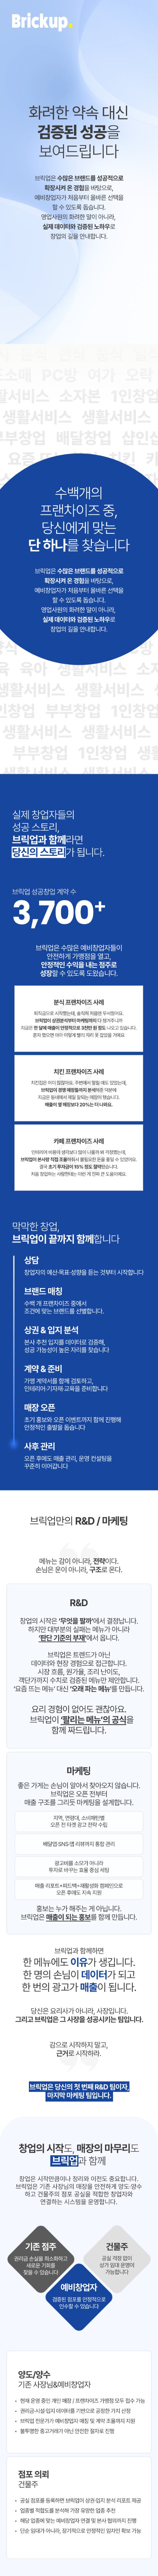 Brickup.
화려한 약속 대신
검증된 성공을
보여드립니다
브릭업은 수많은 브랜드를 성공적으로
확장시켜 온 경험을 바탕으로,
예비창업자가 처음부터 올바른 선택을
할 수 있도록 돕습니다.
영업사원의 화려한 말이 아니라,
실제 데이터와 검증된 노하우로
창업의 길을 안내합니다.
PC방 여가 오락
생활서비스 소자본 1인창업
생활서비스 생활서비스
부부창업 배달창업 샵인샵
수백개의
프랜차이즈 중,
당신에게 맞는
단 하나를 찾습니다
브릭업은 수많은 브랜드를 성공적으로
확장시켜 온 경험을 바탕으로,
예비창업자가 처음부터 올바른 선택을
할 수 있도록 돕습니다.
영업사원의 화려한 말이 아니라,
실제 데이터와 검증된 노하우로
창업의 길을 안내합니다.
생활서비스 생활서비스
부부창업 1인창업
실제 창업자들의
성공 스토리,
브릭업과 함께라면
당신의 스토리가 됩니다.
브릭업 성공창업 계약 수
3,700+
브릭업은 수많은 예비창업자들이
안전하게 가맹점을 열고,
안정적인 수익을 내는 점주로
성장할 수 있도록 도왔습니다.
분식 프랜차이즈 사례
치킨 프랜차이즈 사례
카페 프랜차이즈 사례
막막한 창업,
브릭업이 끝까지 함께합니다
상담
창업자의 예산·목표·성향을 듣는 것부터 시작합니다
브랜드 매칭
수백 개 프랜차이즈 중에서
조건에 맞는 브랜드를 선별합니다.
상권 & 입지 분석
본사 추천 입지를 데이터로 검증해,
성공 가능성이 높은 자리를 찾습니다
계약 & 준비
가맹 계약서를 함께 검토하고,
인테리어·기자재·교육을 준비합니다
매장 오픈
초기 홍보와 오픈 이벤트까지 함께 진행해
안정적인 출발을 돕습니다
사후 관리
오픈 후에도 매출 관리, 운영 컨설팅을
꾸준히 이어갑니다
브릭업만의 R&D / 마케팅
메뉴는 감이 아니라, 전략이다.
손님은 운이 아니라, 구조로 온다.
R&D
창업의 시작은 '무엇을 팔까'에서 결정납니다.
하지만 대부분의 실패는 메뉴가 아니라
'판단 기준의 부재'에서 옵니다.
브릭업은 트렌드가 아닌
데이터와 현장 경험으로 접근합니다.
시장 흐름, 원가율, 조리 난이도,
객단가까지 수치로 검증된 메뉴만 제안합니다.
'요즘 뜨는 메뉴' 대신 '오래 파는 메뉴'를 만듭니다.
요리 경험이 없어도 괜찮아요.
브릭업이 '팔리는 메뉴'의 공식을
함께 짜드립니다.
마케팅
좋은 가게는 손님이 알아서 찾아오지 않습니다.
브릭업은 오픈 전부터
매출 구조를 그리듯 마케팅을 설계합니다.
지역, 연령대, 소비패턴별
오픈 전 타겟 광고 전략 수립
배달앱·SNS·맵 리뷰까지 통합 관리
광고비를 소모가 아니라
투자로 바꾸는 효율 중심 세팅
매출 리포트+피드백+재활성화 캠페인으로
오픈 후에도 지속 지원
홍보는 누가 해주는 게 아닙니다.
브릭업은 매출이 되는 홍보를 함께 만듭니다.
브릭업과 함께하면
한 메뉴에도 이유가 생깁니다.
한 명의 손님이 데이터가 되고
한 번의 광고가 매출이 됩니다.
당신은 요리사가 아니라, 사장입니다.
그리고 브릭업은 그 사장을 성공시키는 팀입니다.
감으로 시작하지 말고,
근거로 시작하라.
브릭업은 당신의 첫 번째 R&D 팀이자,
마지막 마케팅 팀입니다.
창업의 시작도, 매장의 마무리도
브릭업과 함께
창업은 시작만큼이나 정리와 이전도 중요합니다.
브릭업은 기존 사장님의 매장을 안전하게 양도·양수
하고 건물주의 점포 공실을 적합한 창업자와
연결하는 시스템을 운영합니다.
기존 점주
권리금 손실을 최소화하고
새로운 기회를
찾을 수 있습니다
건물주
공실 걱정 없이
상가 임대 운영이
가능합니다
예비창업자
검증된 점포를 안정적으로
인수할 수 있습니다
양도/양수
기존 사장님&예비창업자
• 현재 운영 중인 개인 매장 / 프랜차이즈 가맹점 모두 접수 가능
• 권리금·시설·입지 데이터를 기반으로 공정한 가치 산정
• 브릭업 전문가가 예비창업자 매칭 및 계약 조율까지 지원
• 불투명한 중고거래가 아닌 안전한 절차로 진행
점포 의뢰
건물주
• 공실 점포를 등록하면 브릭업이 상권·입지 분석 리포트 제공
• 업종별 적합도를 분석해 가장 유망한 업종 추천
• 해당 업종에 맞는 예비창업자 연결 및 본사 협의까지 진행
• 단순 임대가 아니라, 장기적으로 안정적인 임차인 확보 가능